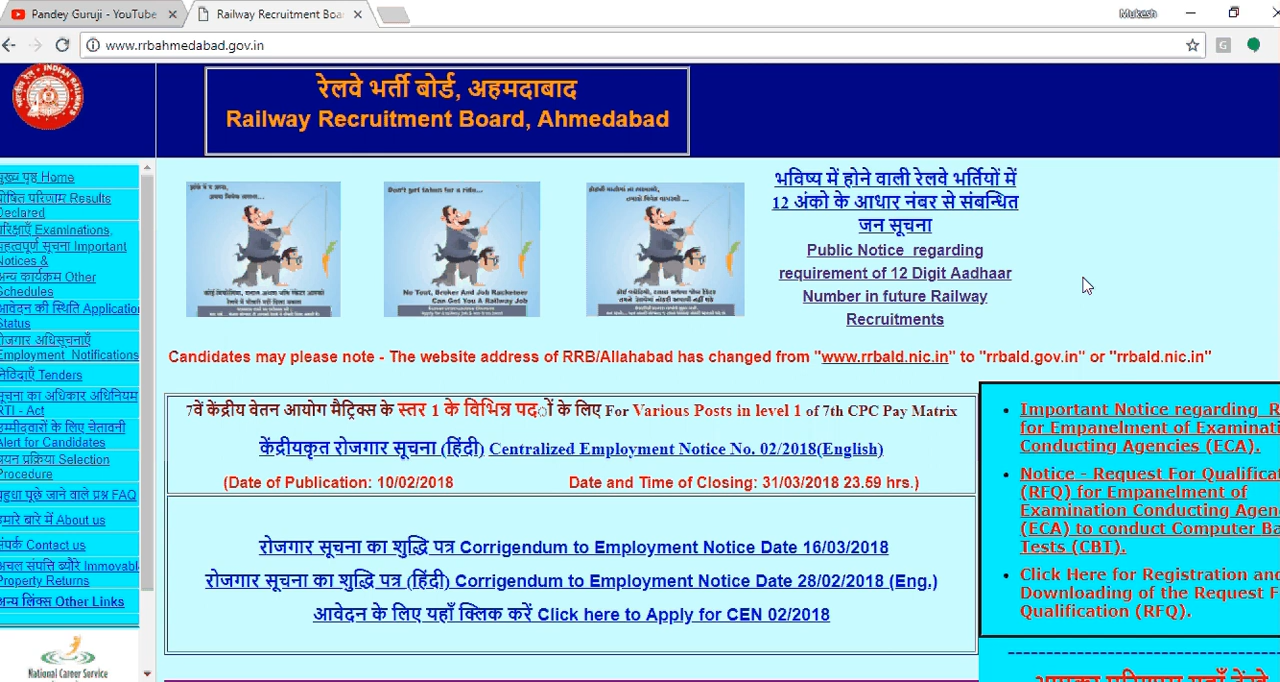 Pandey Guruji - YouTube
Railway Recruitment Boa
Mukesh
www.rrbahmedabad.gov.in
रेलवे भर्ती बोर्ड, अहमदाबाद
Railway Recruitment Board, Ahmedabad
मुख्य पृष्ठ Home
घोषित परिणाम Results
Declared
परिक्षाएँ Examinations,
महत्वपूर्ण सूचना Important
Notices &
अन्य कार्यक्रम Other
Schedules
आवेदन की स्थिति Application
Status
रोजगार अधिसूचनाएँ
Employment Notifications
निविदाएँ Tenders
सूचना का अधिकार अधिनियम
RTI - Act
उम्मीदवारों के लिए चेतावनी
Alert for Candidates
चयन प्रक्रिया Selection
Procedure
बहुधा पूछे जाने वाले प्रश्न FAQ
हमारे बारे में About us
संपर्क Contact us
अचल संपत्ति ब्यौरे Immovabl
Property Returns
अन्य लिंक्स Other Links
National Career Service
Don't get taken for a ride...
No Tout, Broker And Job Racketeer
Can Get You A Railway Job
भविष्य में होने वाली रेलवे भर्तियों में
12 अंको के आधार नंबर से संबन्धित
जन सूचना
Public Notice regarding
requirement of 12 Digit Aadhaar
Number in future Railway
Recruitments
Candidates may please note - The website address of RRB/Allahabad has changed from "www.rrbald.nic.in" to "rrbald.gov.in" or "rrbald.nic.in"
7वें केंद्रीय वेतन आयोग मैट्रिक्स के स्तर 1 के विभिन्न पद◌ों के लिए For Various Posts in level 1 of 7th CPC Pay Matrix
केंद्रीयकृत रोजगार सूचना (हिंदी) Centralized Employment Notice No. 02/2018(English)
(Date of Publication: 10/02/2018 Date and Time of Closing: 31/03/2018 23.59 hrs.)
रोजगार सूचना का शुद्धि पत्र Corrigendum to Employment Notice Date 16/03/2018
रोजगार सूचना का शुद्धि पत्र (हिंदी) Corrigendum to Employment Notice Date 28/02/2018 (Eng.)
आवेदन के लिए यहाँ क्लिक करें Click here to Apply for CEN 02/2018
Important Notice regarding R
for Empanelment of Examinati
Conducting Agencies (ECA).
Notice - Request For Qualificat
(RFQ) for Empanelment of
Examination Conducting Agen
(ECA) to conduct Computer Ba
Tests (CBT).
Click Here for Registration and
Downloading of the Request F
Qualification (RFQ).